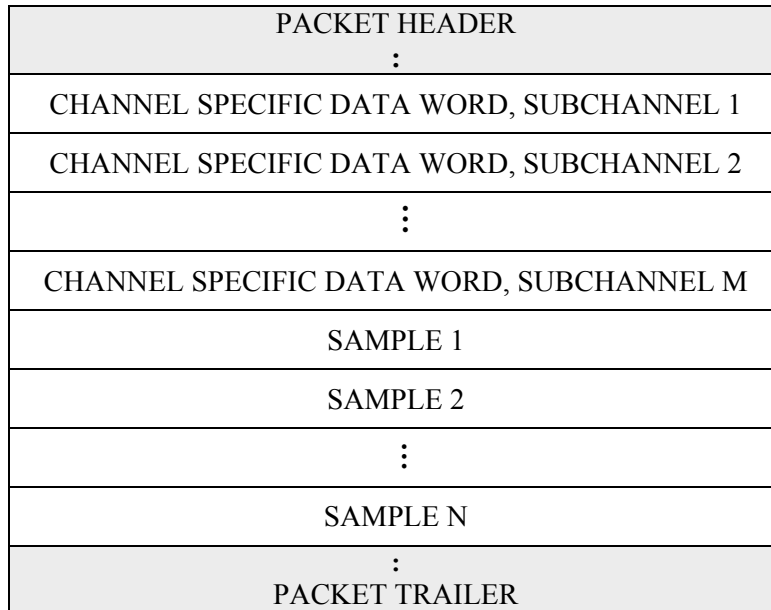 PACKET HEADER
:
CHANNEL SPECIFIC DATA WORD, SUBCHANNEL 1
CHANNEL SPECIFIC DATA WORD, SUBCHANNEL 2
⋮
CHANNEL SPECIFIC DATA WORD, SUBCHANNEL M
SAMPLE 1
SAMPLE 2
⋮
SAMPLE N
:
PACKET TRAILER